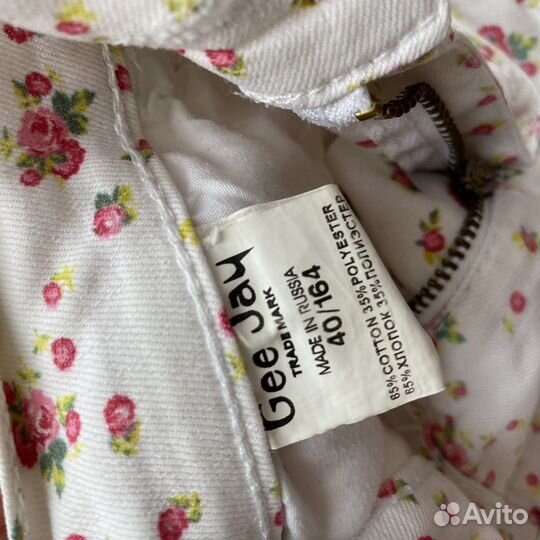 Gee Jay
TRADE MARK
MADE IN RUSSIA
40/164
65% COTTON 35% POLYESTER
65% ХЛОПОК 35% ПОЛИЭСТЕР
Avito